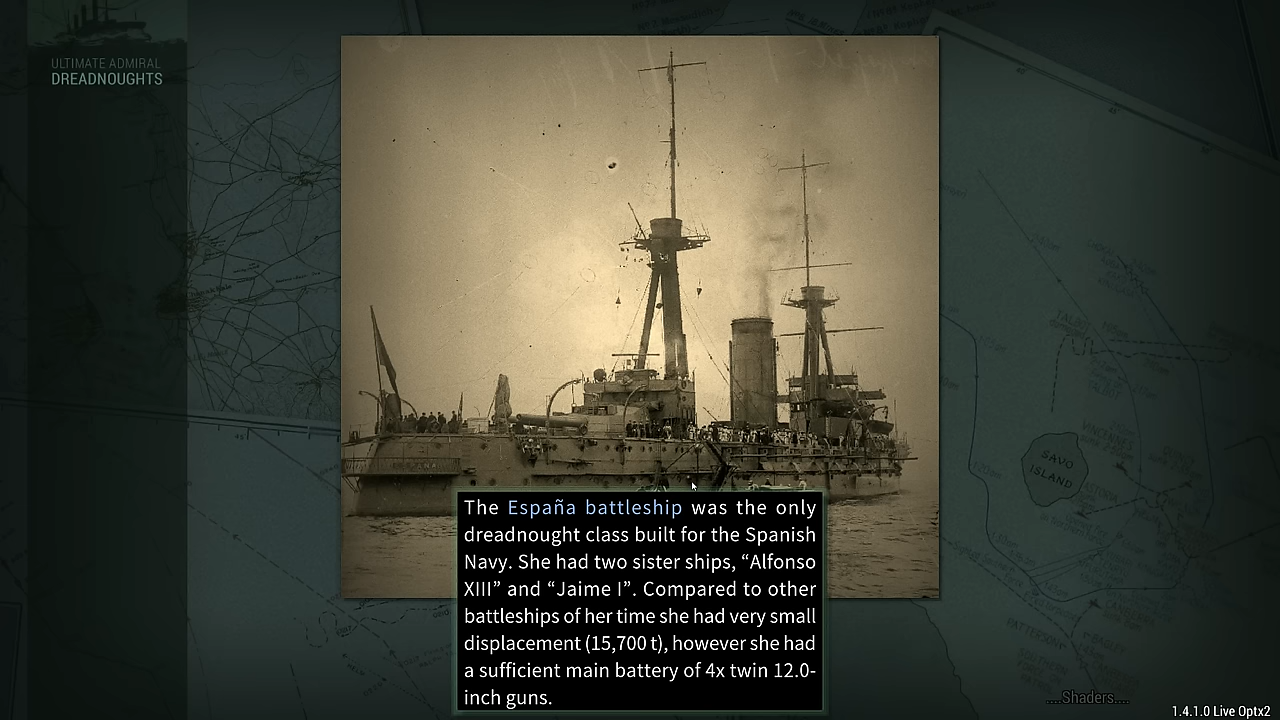 ULTIMATE ADMIRAL
DREADNOUGHTS
The España battleship was the only
dreadnought class built for the Spanish
Navy. She had two sister ships, “Alfonso
XIII” and “Jaime I”. Compared to other
battleships of her time she had very small
displacement (15,700 t), however she had
a sufficient main battery of 4x twin 12.0-
inch guns.
SAVO
ISLAND
....Shaders....
1.4.1.0 Live Optx2